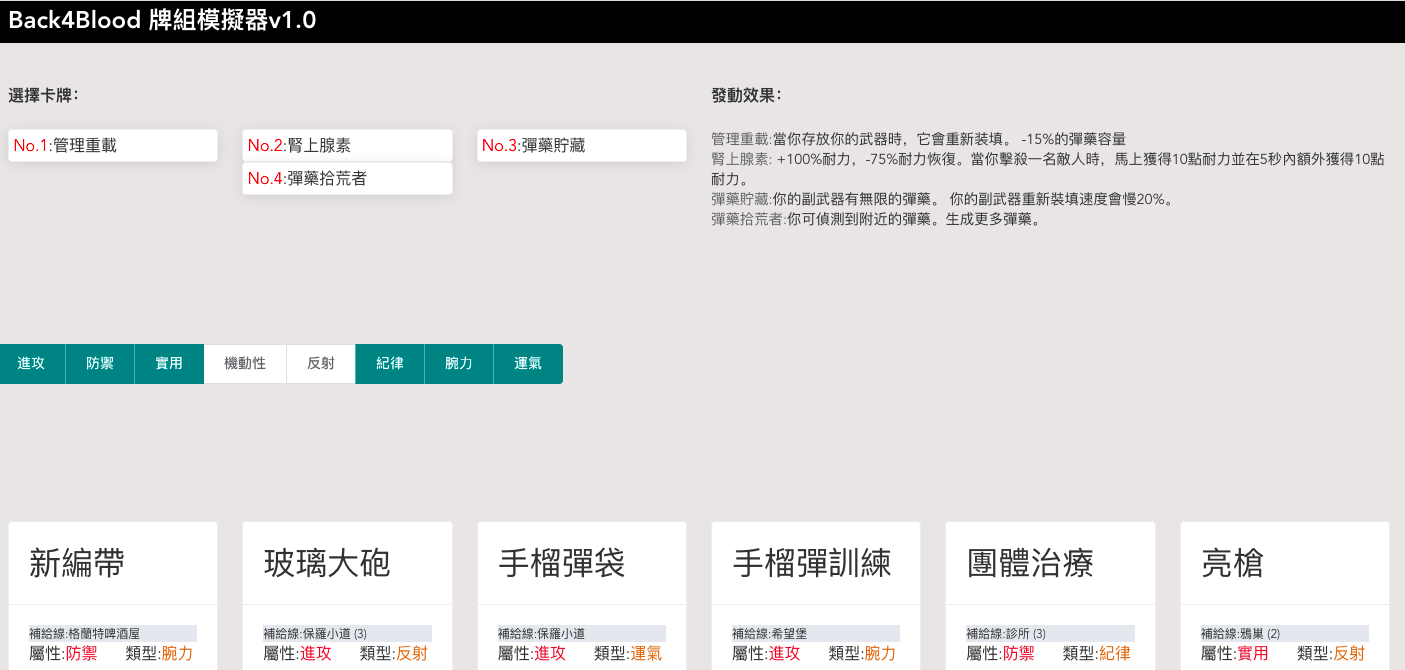 Back4Blood 牌組模擬器v1.0
選擇卡牌：
No.1:管理重載
No.2:腎上腺素
No.3:彈藥貯藏
No.4:彈藥拾荒者
發動效果：
管理重載:當你存放你的武器時，它會重新裝填。 -15%的彈藥容量
腎上腺素: +100%耐力，-75%耐力恢復。當你擊殺一名敵人時，馬上獲得10點耐力並在5秒內額外獲得10點
耐力。
彈藥貯藏:你的副武器有無限的彈藥。 你的副武器重新裝填速度會慢20%。
彈藥拾荒者:你可偵測到附近的彈藥。生成更多彈藥。
進攻 防禦 實用 機動性 反射 紀律 腕力 運氣
新編帶
補給線:格蘭特啤酒屋
屬性:防禦 類型:腕力
玻璃大砲
補給線:保羅小道 (3)
屬性:進攻 類型:反射
手榴彈袋
補給線:保羅小道
屬性:進攻 類型:運氣
手榴彈訓練
補給線:希望堡
屬性:進攻 類型:腕力
團體治療
補給線:診所 (3)
屬性:防禦 類型:紀律
亮槍
補給線:鴉巢 (2)
屬性:實用 類型:反射